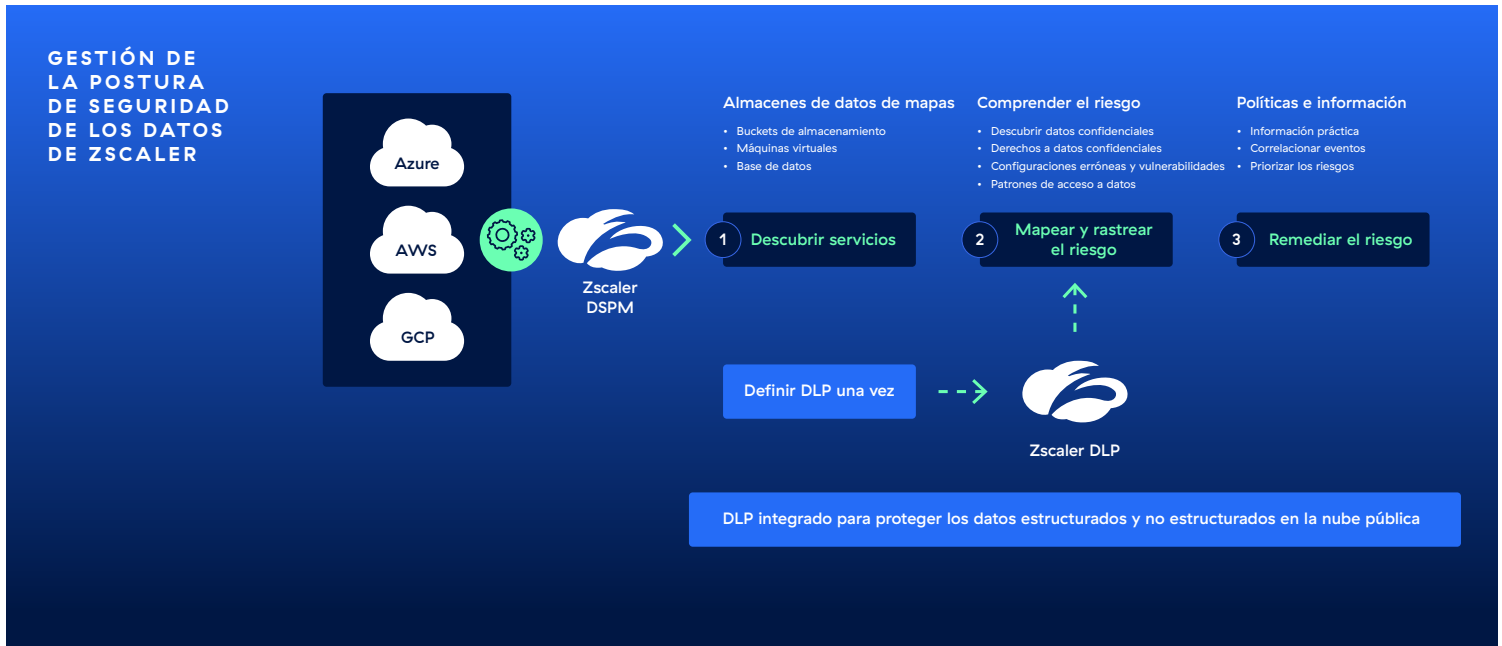 GESTIÓN DE
LA POSTURA
DE SEGURIDAD
DE LOS DATOS
DE ZSCALER
Azure
AWS
GCP
Zscaler
DSPM
Almacenes de datos de mapas
• Buckets de almacenamiento
• Máquinas virtuales
• Base de datos
1 Descubrir servicios
Comprender el riesgo
• Descubrir datos confidenciales
• Derechos a datos confidenciales
• Configuraciones erróneas y vulnerabilidades
• Patrones de acceso a datos
2 Mapear y rastrear
el riesgo
Políticas e información
• Información práctica
• Correlacionar eventos
• Priorizar los riesgos
3 Remediar el riesgo
Definir DLP una vez
Zscaler DLP
DLP integrado para proteger los datos estructurados y no estructurados en la nube pública